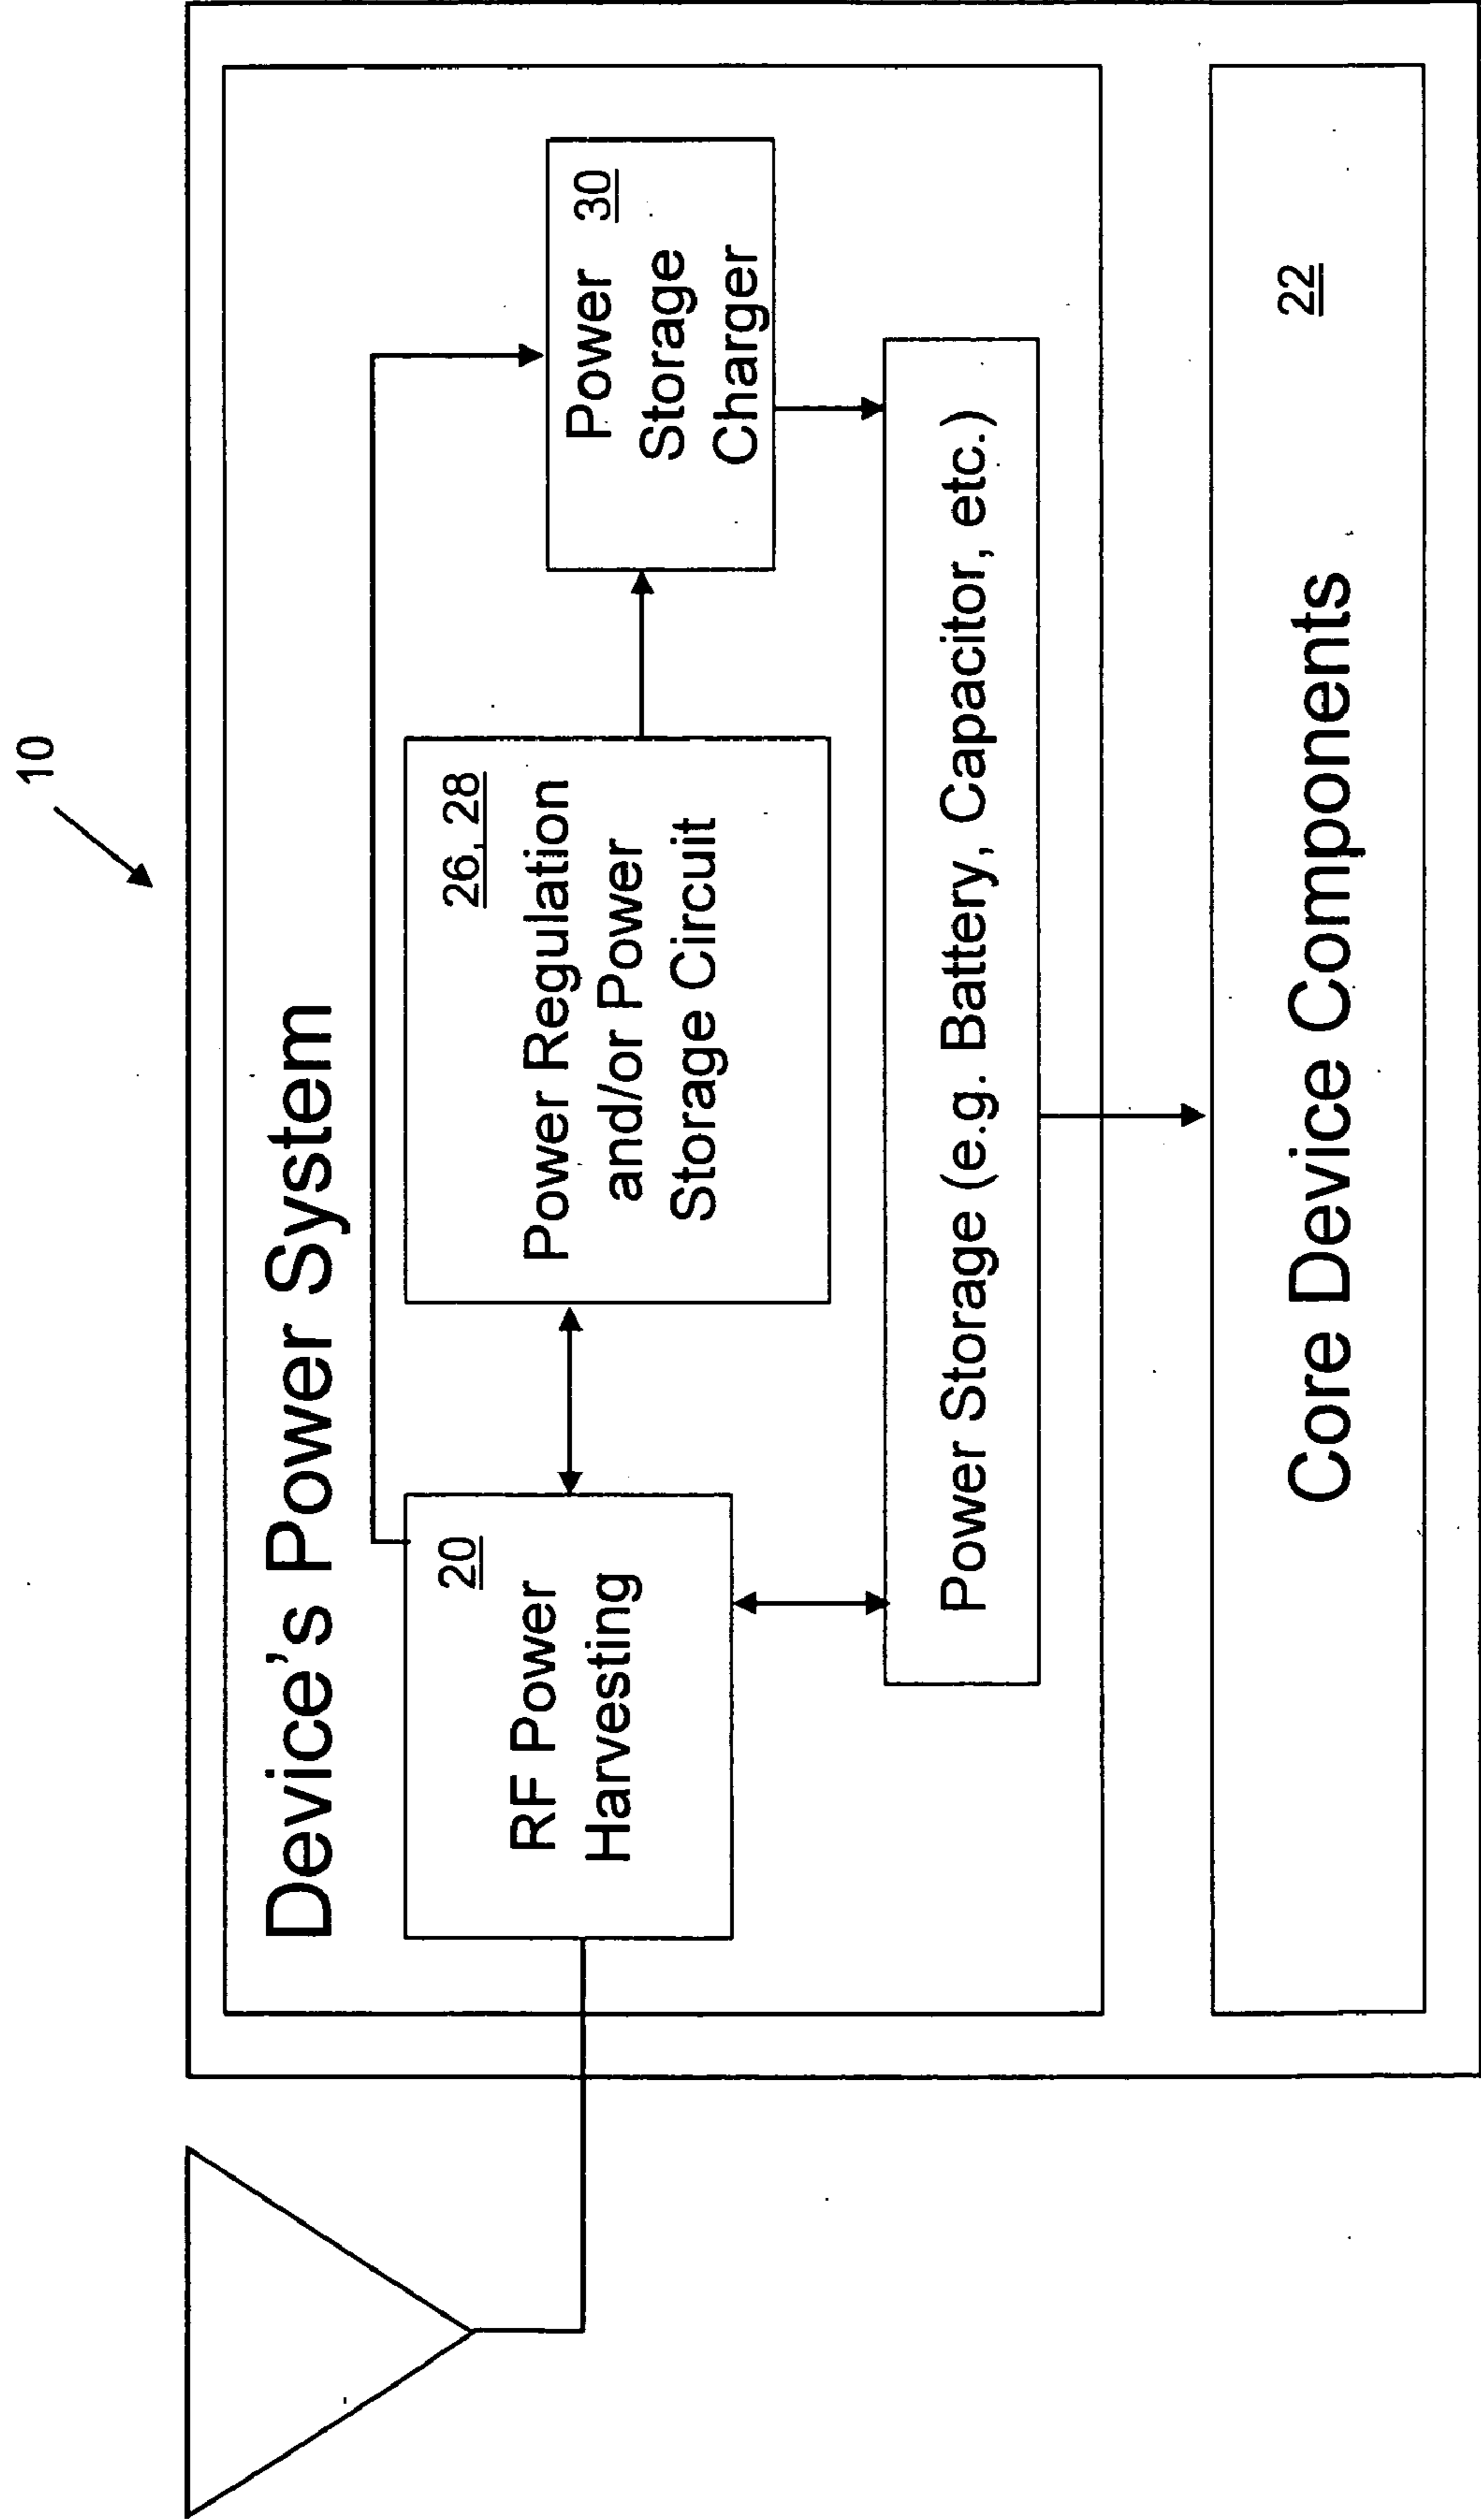 10
Device's Power System
20
RF Power
Harvesting
26, 28
Power Regulation
and/or Power
Storage Circuit
Power 30
Storage
Charger
Power Storage (e.g. Battery, Capacitor, etc.)
22
Core Device Components